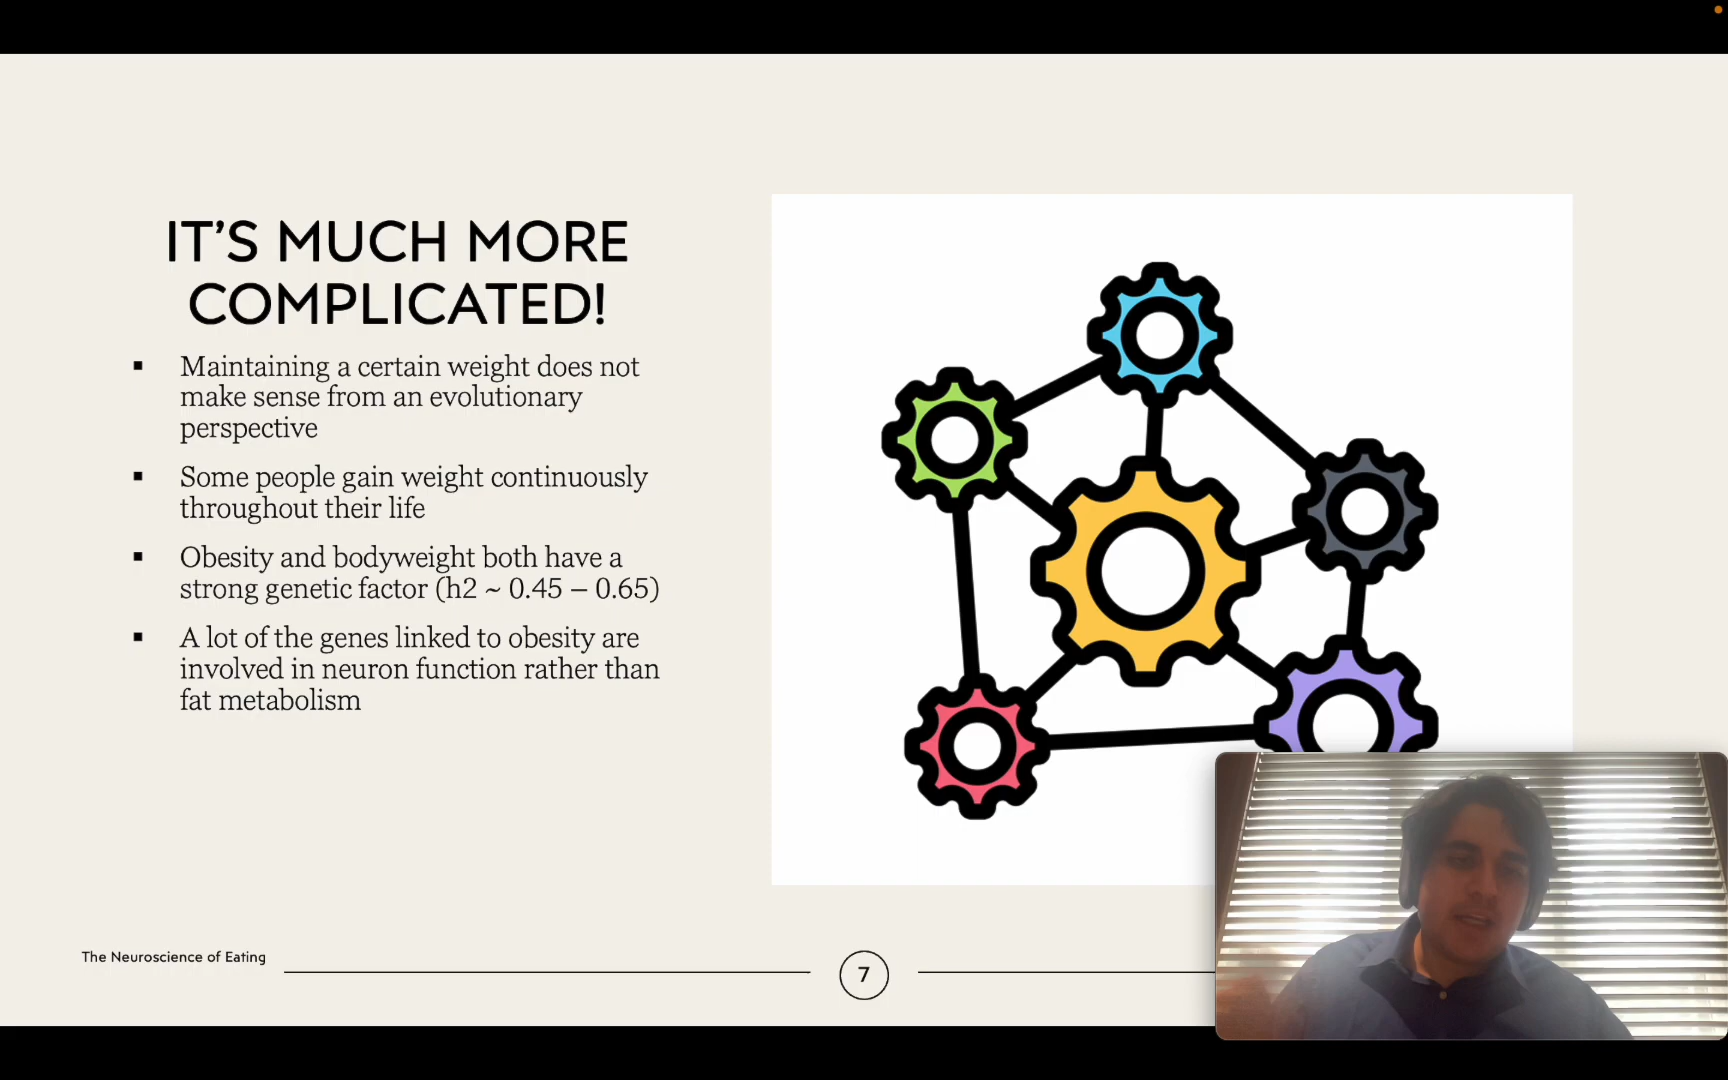 IT’S MUCH MORE
COMPLICATED!
▪ Maintaining a certain weight does not
make sense from an evolutionary
perspective
▪ Some people gain weight continuously
throughout their life
▪ Obesity and bodyweight both have a
strong genetic factor (h2 ~ 0.45 – 0.65)
▪ A lot of the genes linked to obesity are
involved in neuron function rather than
fat metabolism
The Neuroscience of Eating
7